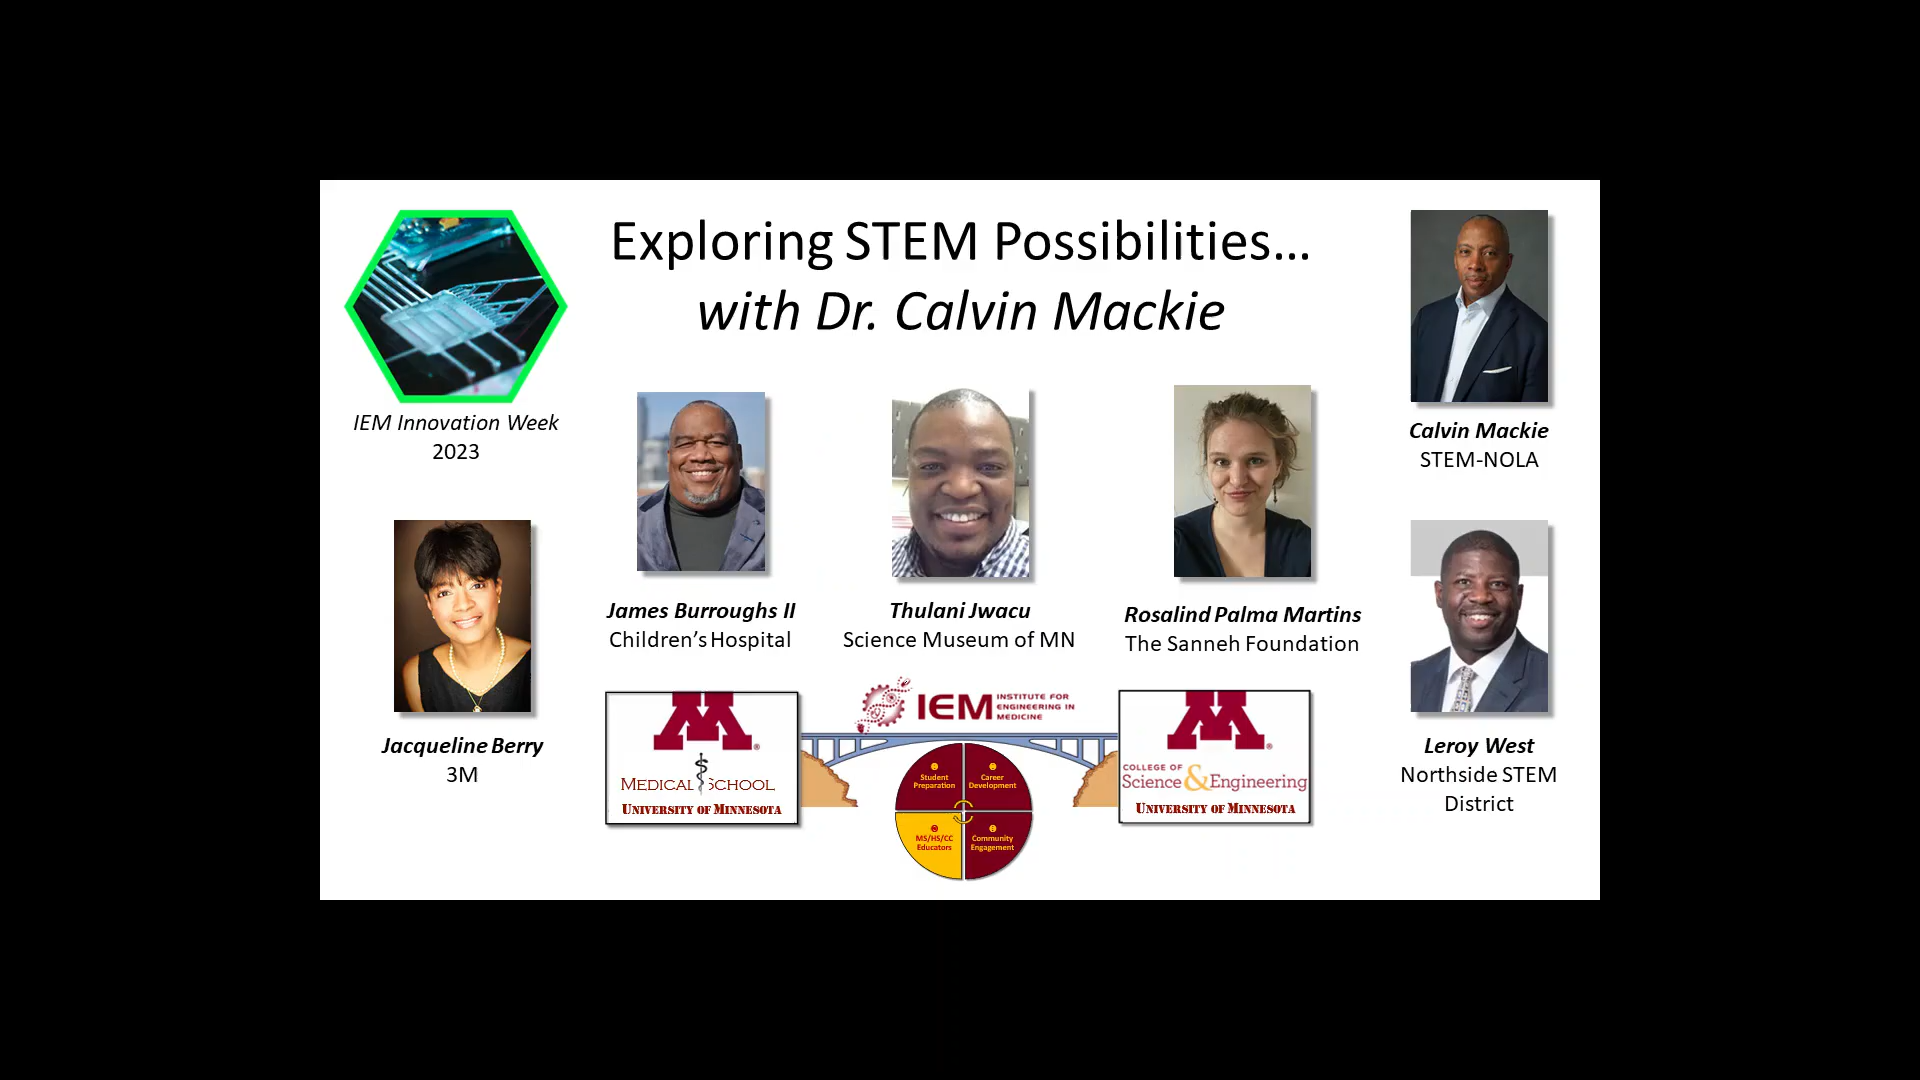 Exploring STEM Possibilities...
with Dr. Calvin Mackie
IEM Innovation Week
2023
Calvin Mackie
STEM-NOLA
James Burroughs II
Children's Hospital
Thulani Jwacu
Science Museum of MN
Rosalind Palma Martins
The Sanneh Foundation
Jacqueline Berry
3M
Leroy West
Northside STEM
District
M®
MEDICAL SCHOOL
UNIVERSITY OF MINNESOTA
IEM
INSTITUTE FOR
ENGINEERING IN
MEDICINE
Student
Preparation
Career
Development
MS/HS/CC
Educators
Community
Engagement
M®
COLLEGE OF
Science & Engineering
UNIVERSITY OF MINNESOTA